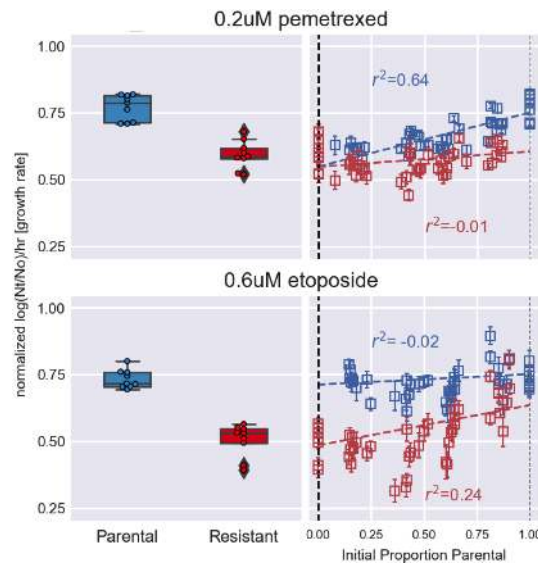 0.2uM pemetrexed
1.00
0.75
0.50
0.25
r²=0.64
r²=-0.01
normalized log(Nt/No)/hr [growth rate]
0.6uM etoposide
1.00
0.75
0.50
0.25
r²= -0.02
r²=0.24
Parental Resistant
0.00 0.25 0.50 0.75 1.00
Initial Proportion Parental